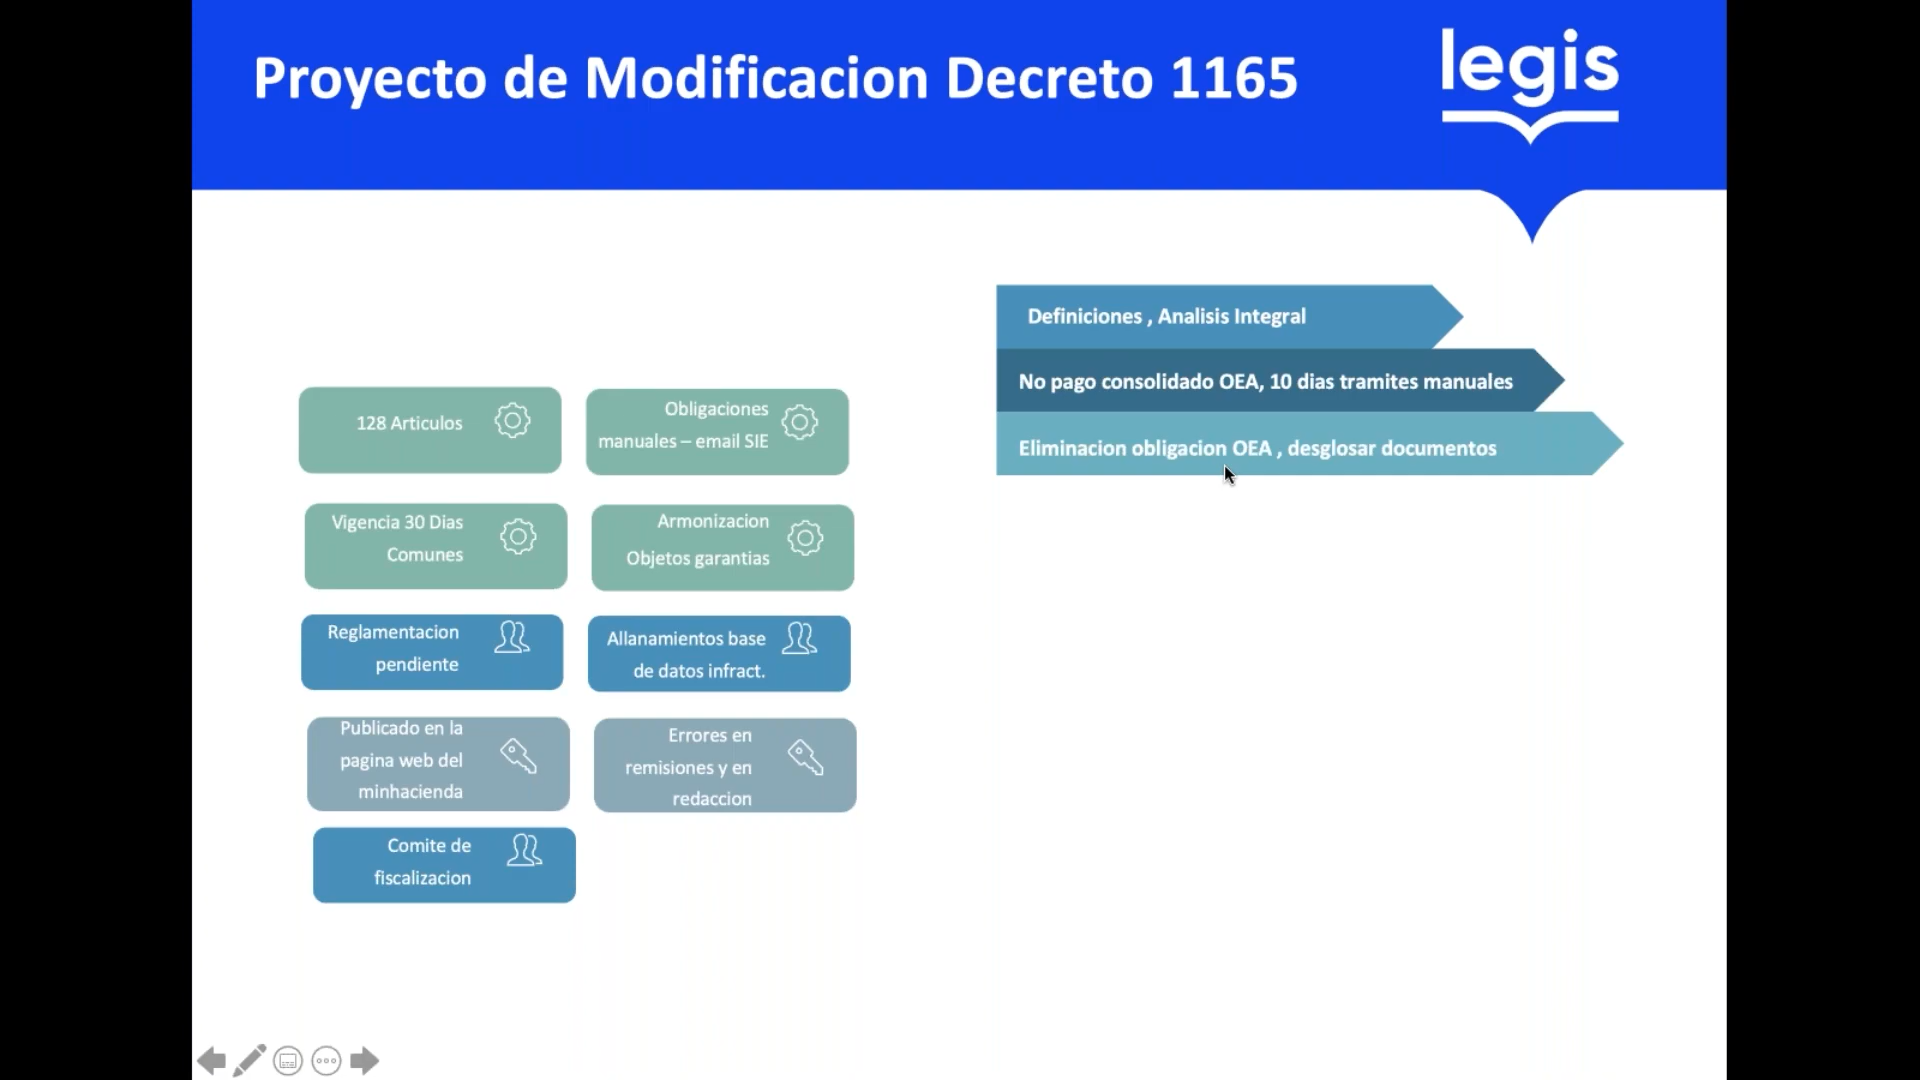 Proyecto de Modificacion Decreto 1165
legis
Definiciones , Analisis Integral
No pago consolidado OEA, 10 dias tramites manuales
Eliminacion obligacion OEA , desglosar documentos
128 Articulos
Obligaciones
manuales – email SIE
Vigencia 30 Dias
Comunes
Armonizacion
Objetos garantias
Reglamentacion
pendiente
Allanamientos base
de datos infract.
Publicado en la
pagina web del
minhacienda
Errores en
remisiones y en
redaccion
Comite de
fiscalizacion